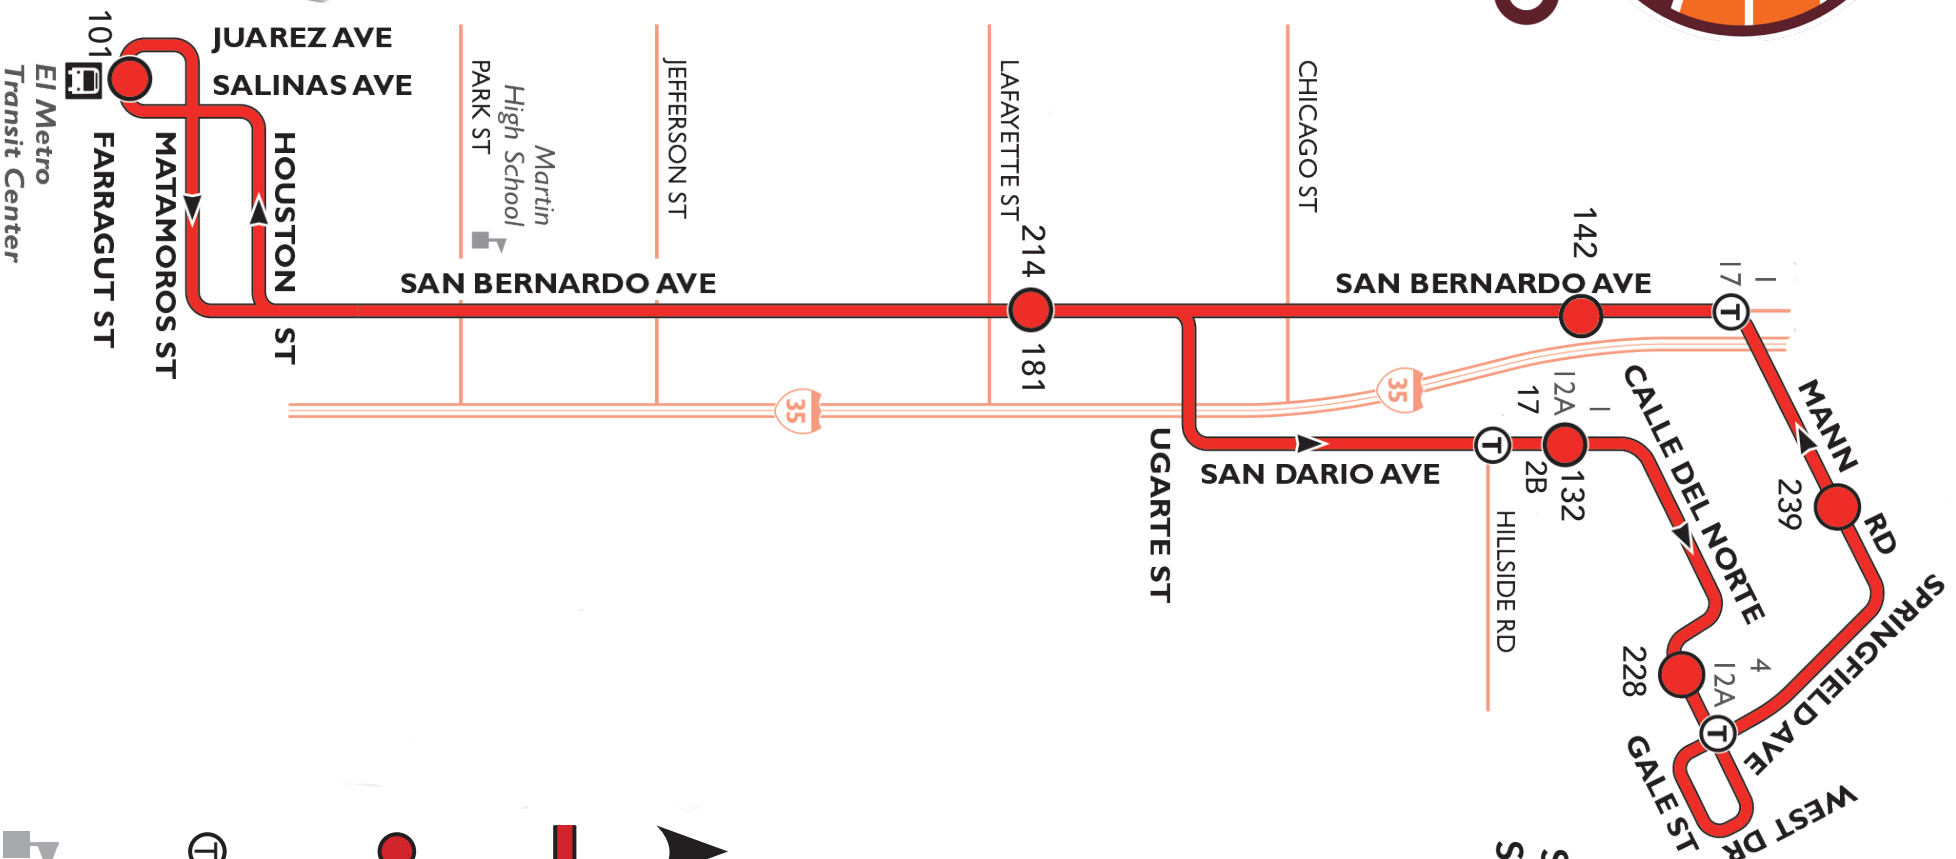 JUAREZ AVE
SALINAS AVE
101
El Metro
Transit Center
FARRAGUT ST
MATAMOROS ST
HOUSTON ST
PARK ST
Martin
High School
JEFFERSON ST
LAFAYETTE ST
CHICAGO ST
SAN BERNARDO AVE
214
181
SAN BERNARDO AVE
142
1
17
T
35
35
UGARTE ST
SAN DARIO AVE
T
HILLSIDE RD
1
12A
17
2B
132
CALLE DEL NORTE
MANN RD
239
SPRINGFIELD AVE
228
4
12A
T
GALE ST
WEST DR
T